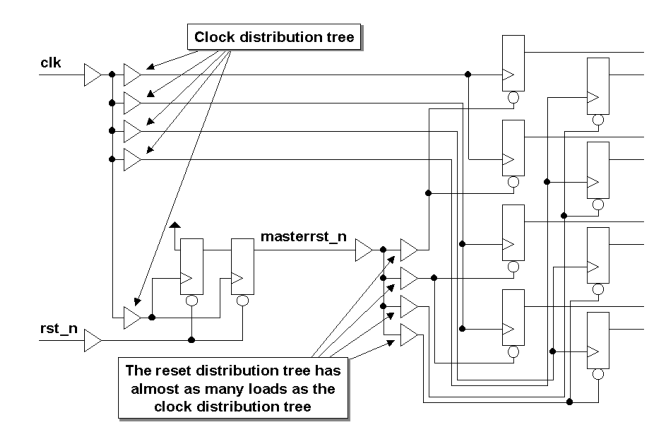 Clock distribution tree
clk
masterrst_n
rst_n
The reset distribution tree has
almost as many loads as the
clock distribution tree